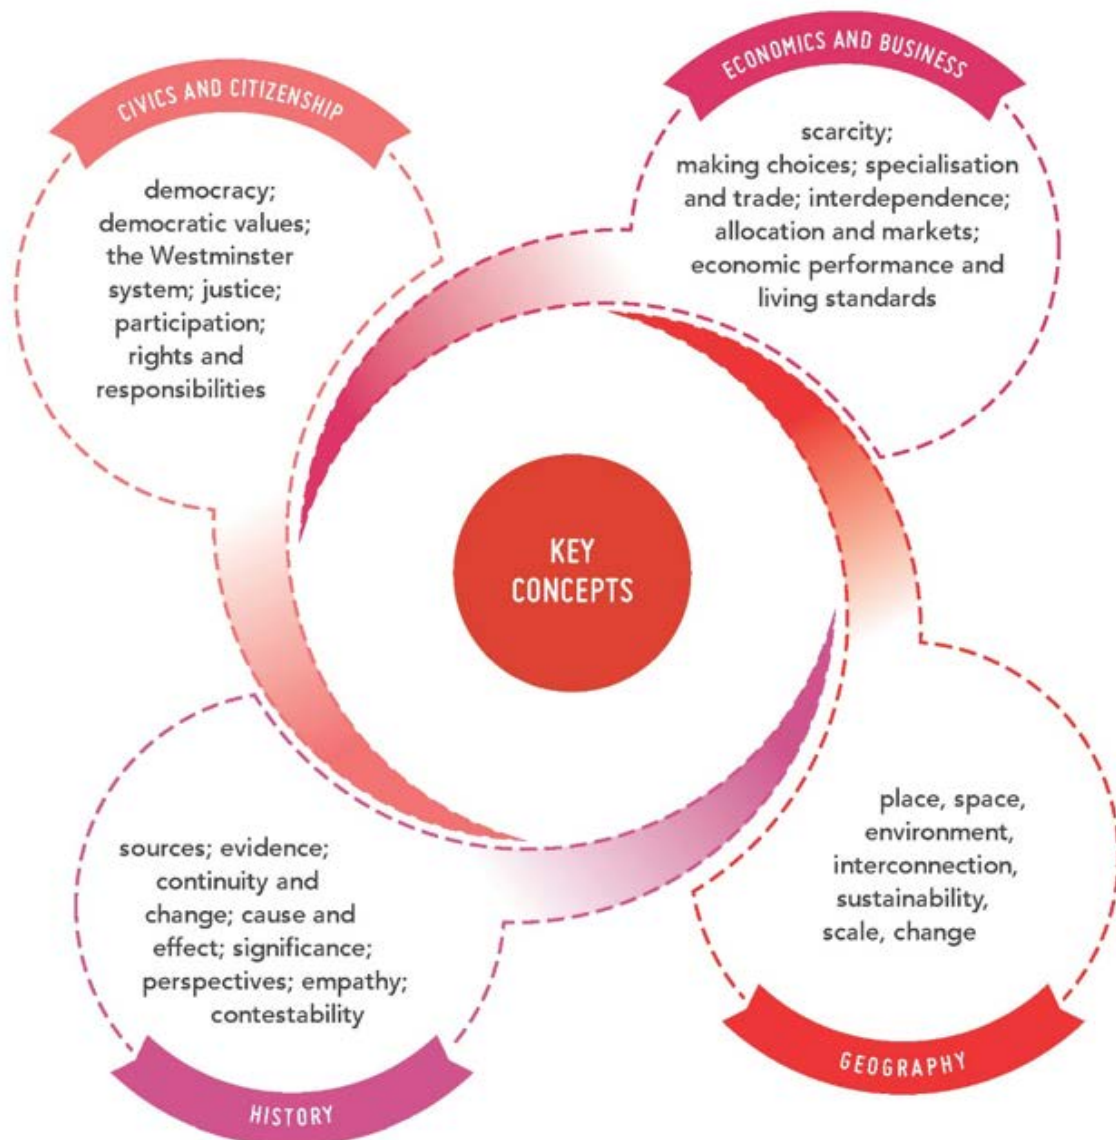 CIVICS AND CITIZENSHIP
democracy;
democratic values;
the Westminster
system; justice;
participation;
rights and
responsibilities
ECONOMICS AND BUSINESS
scarcity;
making choices; specialisation
and trade; interdependence;
allocation and markets;
economic performance and
living standards
KEY
CONCEPTS
sources; evidence;
continuity and
change; cause and
effect; significance;
perspectives; empathy;
contestability
HISTORY
place, space,
environment,
interconnection,
sustainability,
scale, change
GEOGRAPHY